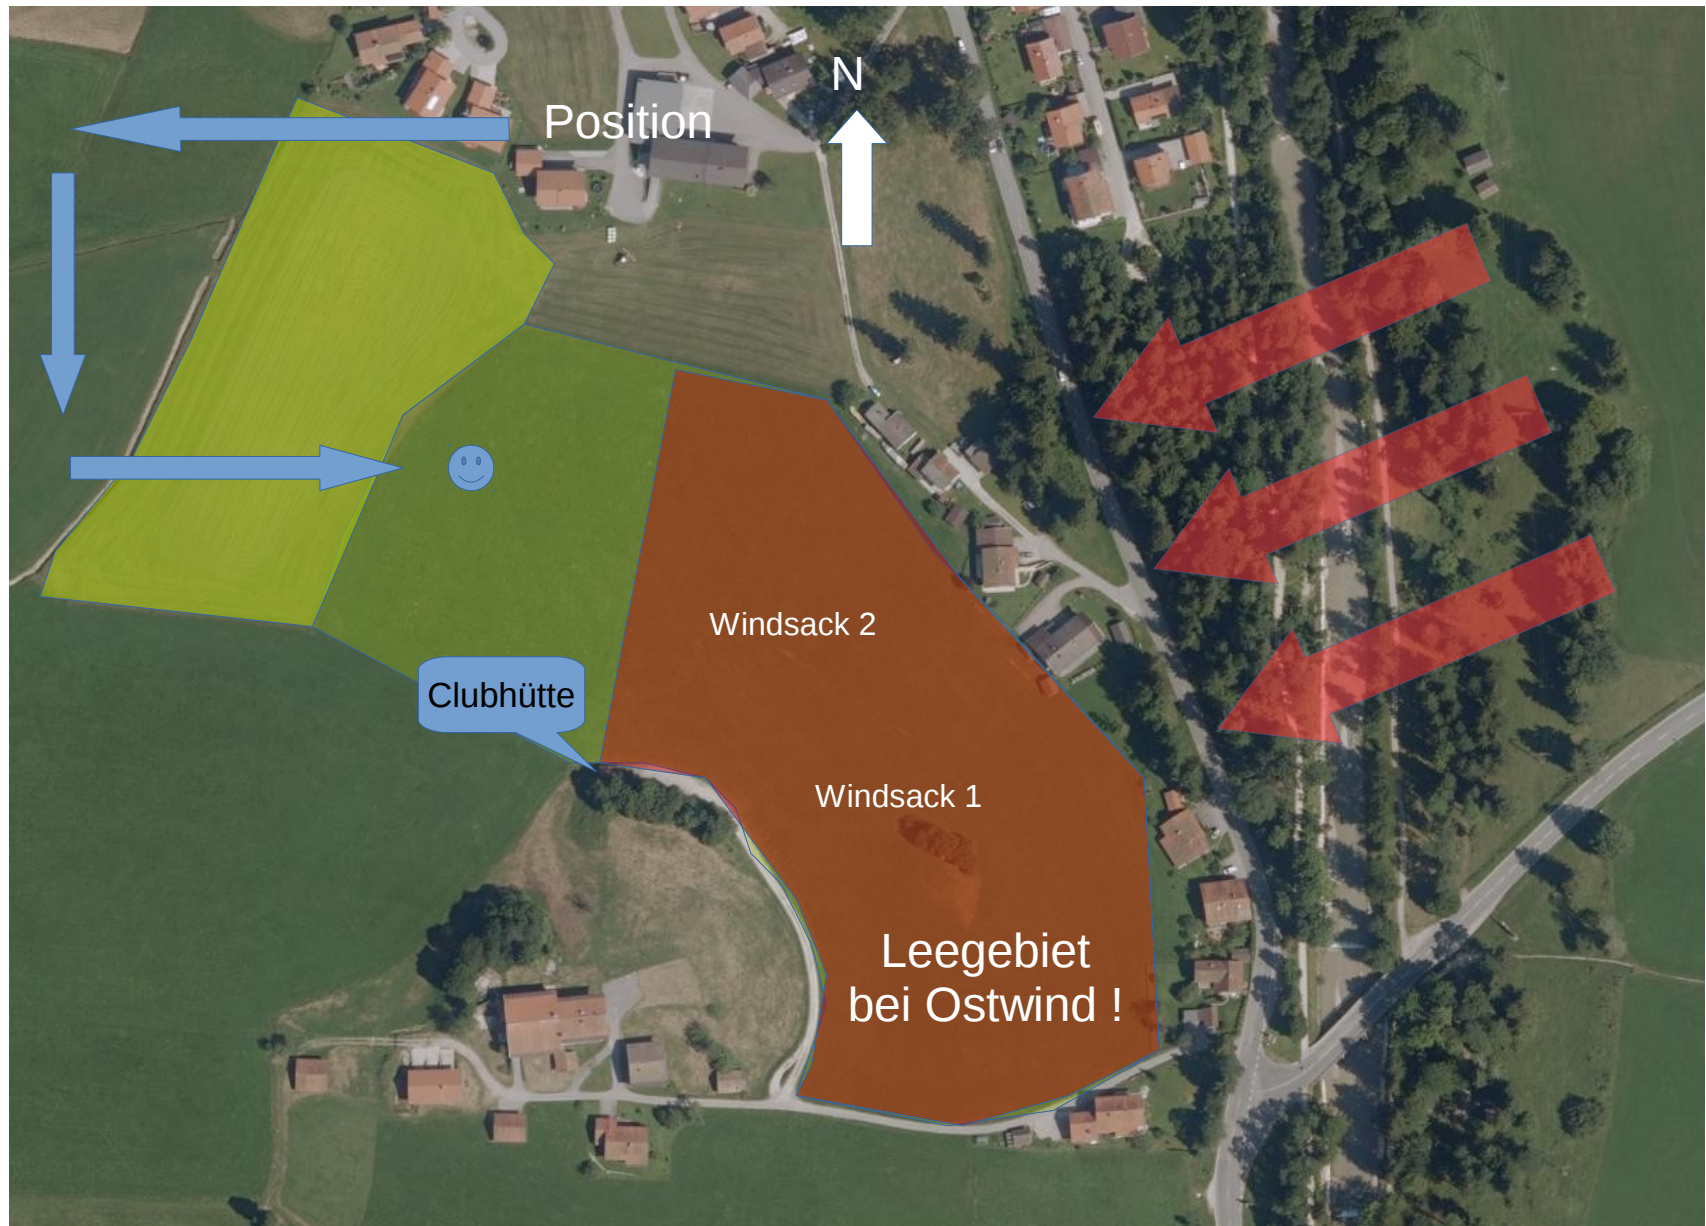 N
Position
Windsack 2
Clubhütte
Windsack 1
Leegebiet
bei Ostwind !